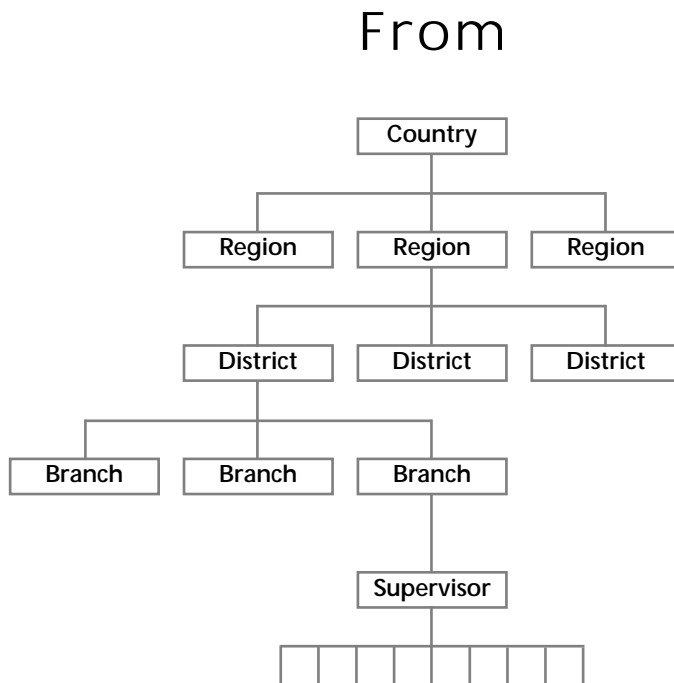 From
Country
Region Region Region
District District District
Branch Branch Branch
Supervisor